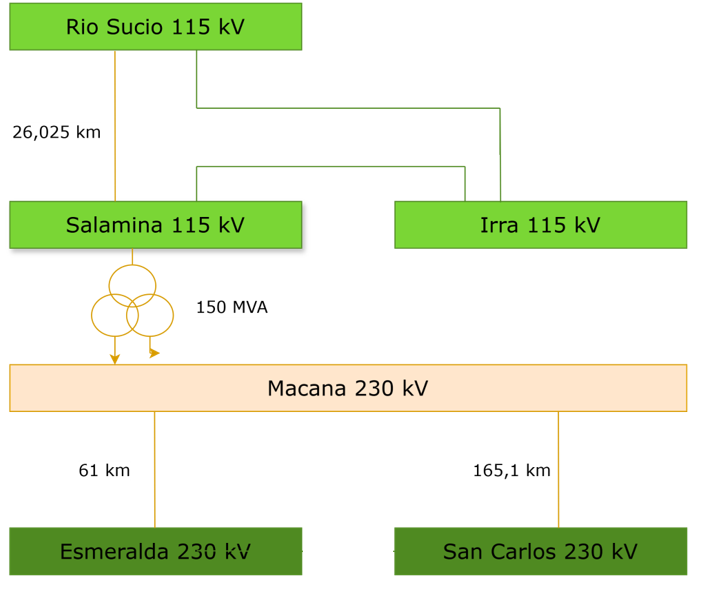 Rio Sucio 115 kV
26,025 km
Salamina 115 kV
Irra 115 kV
150 MVA
Macana 230 kV
61 km
165,1 km
Esmeralda 230 kV
San Carlos 230 kV